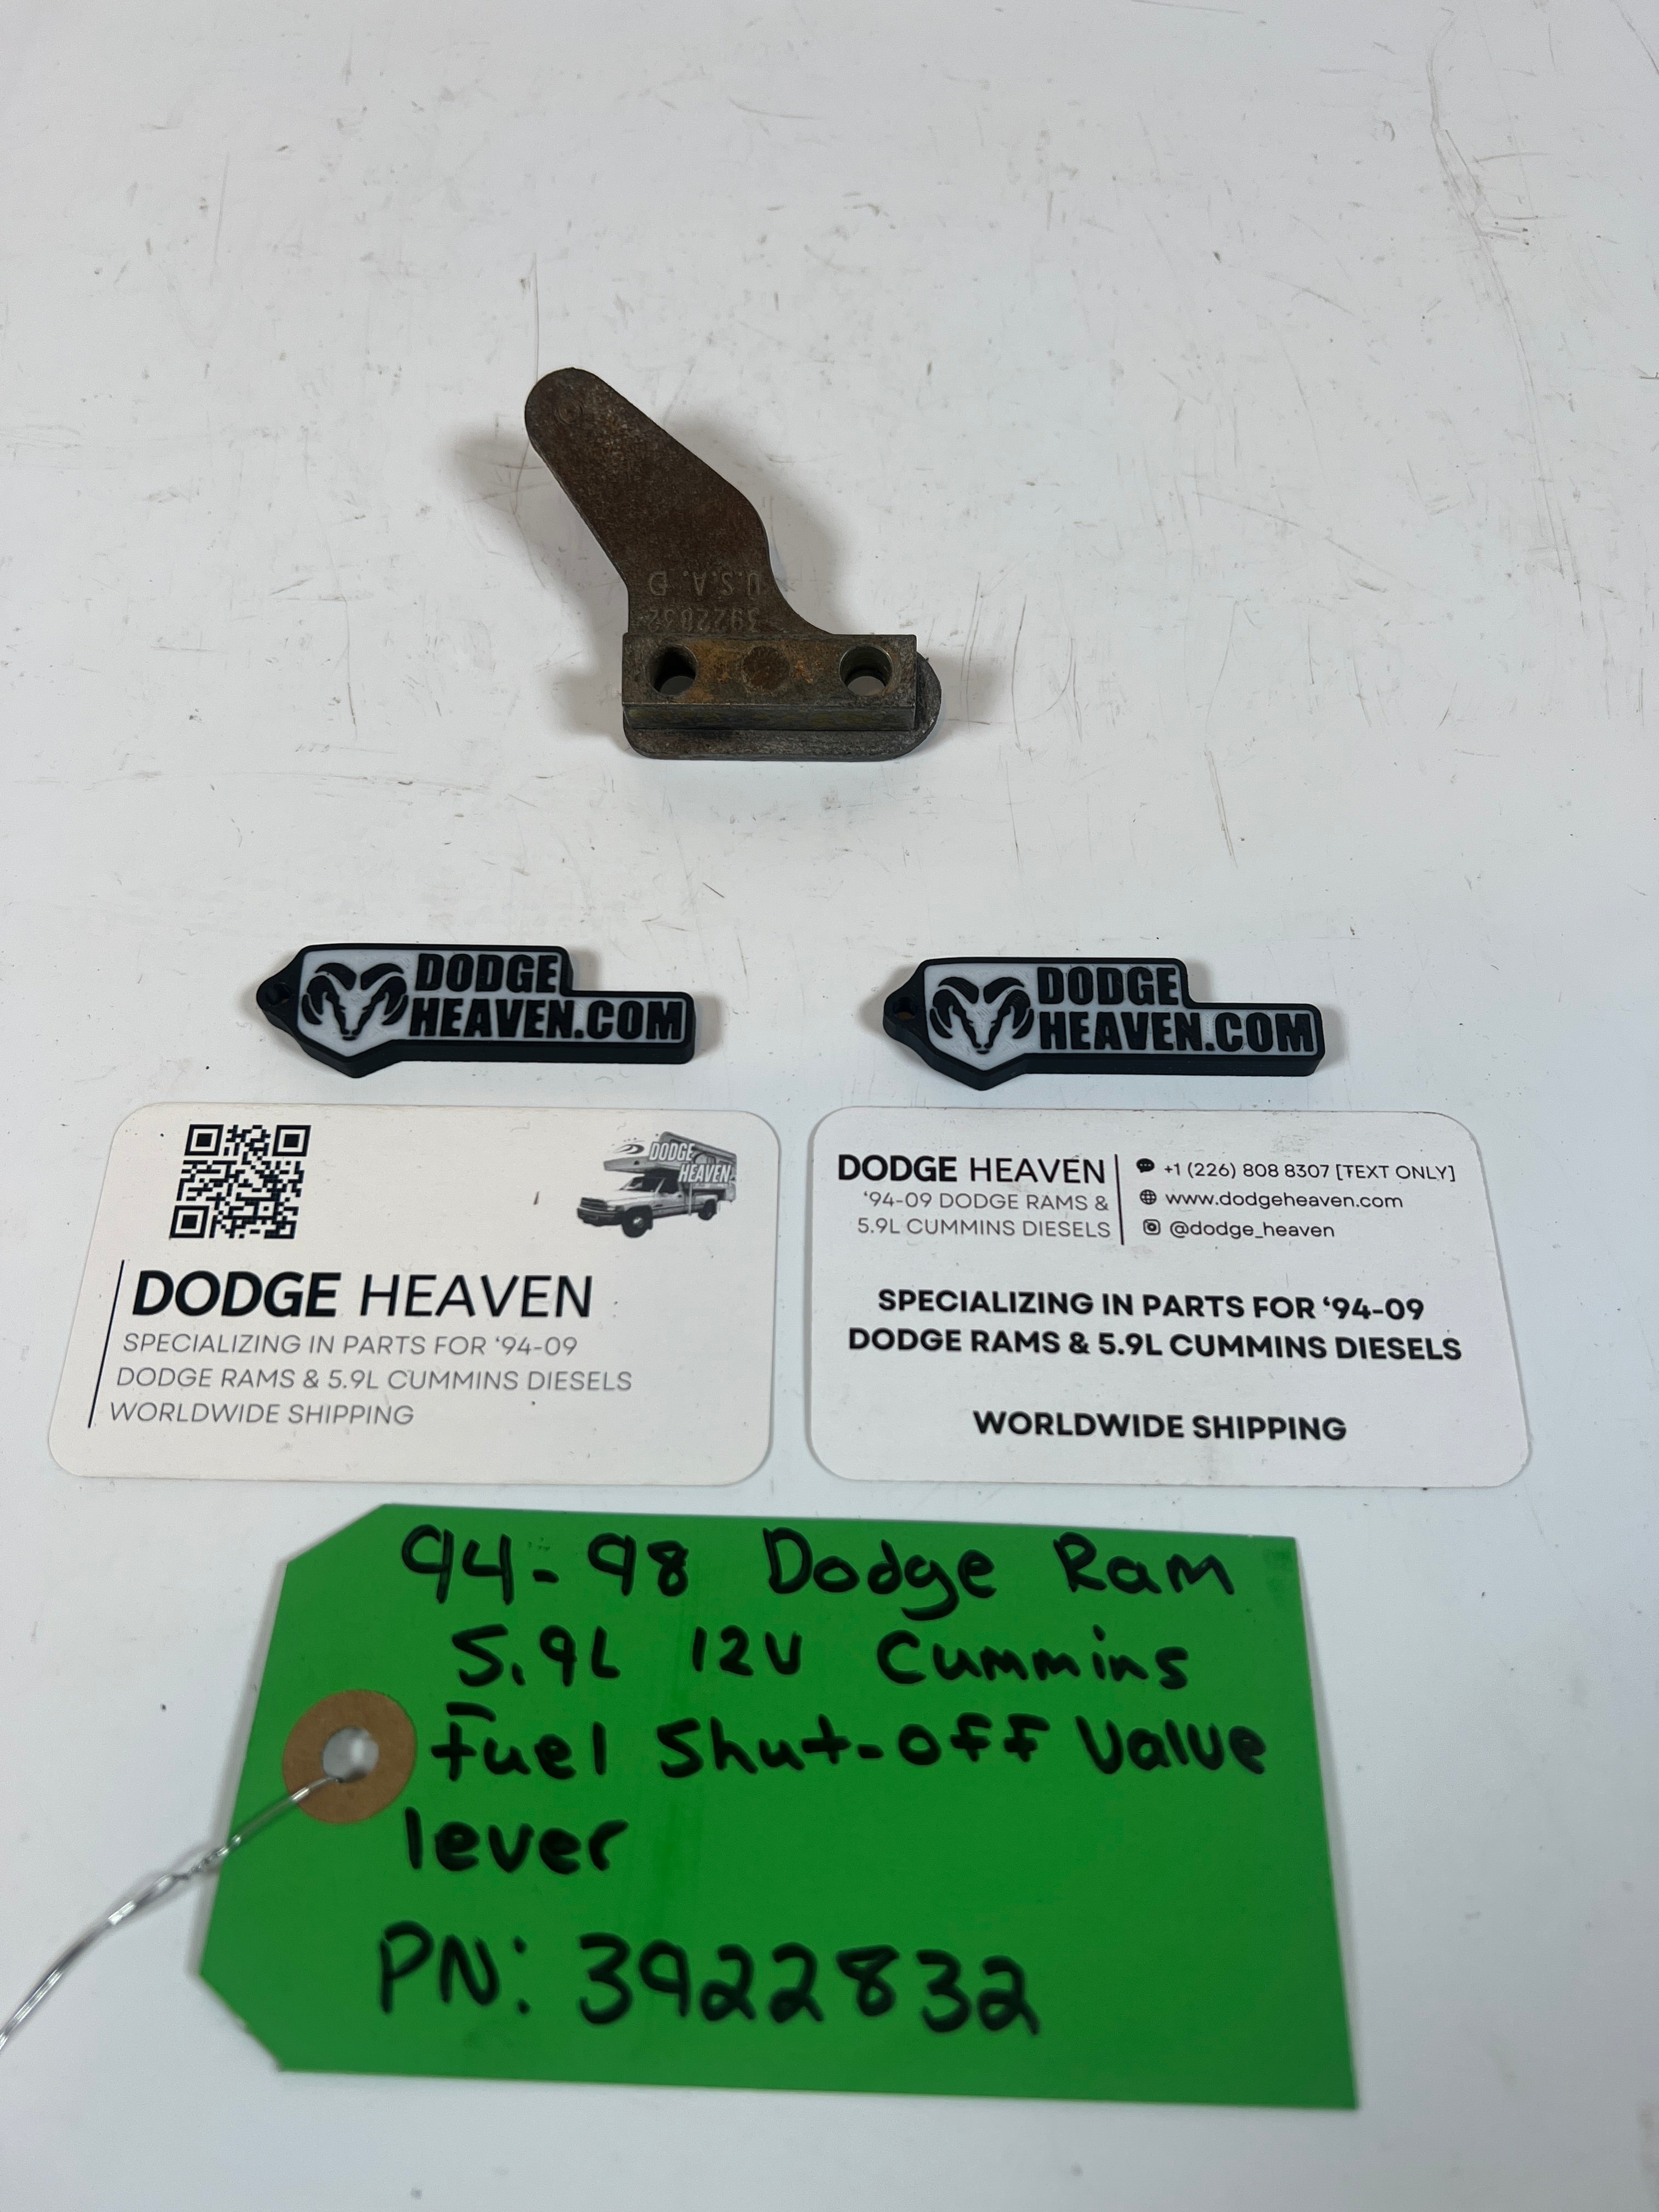 U.S.A. D
3922832
DODGE
HEAVEN.COM
DODGE
HEAVEN.COM
DODGE
HEAVEN
DODGE HEAVEN
SPECIALIZING IN PARTS FOR ‘94-09
DODGE RAMS & 5.9L CUMMINS DIESELS
WORLDWIDE SHIPPING
DODGE HEAVEN
‘94-09 DODGE RAMS &
5.9L CUMMINS DIESELS
+1 (226) 808 8307 [TEXT ONLY]
www.dodgeheaven.com
@dodge_heaven
SPECIALIZING IN PARTS FOR ‘94-09
DODGE RAMS & 5.9L CUMMINS DIESELS
WORLDWIDE SHIPPING
94-98 Dodge Ram
5.9L 12V Cummins
Fuel Shut-off Valve
lever
PN: 3922832